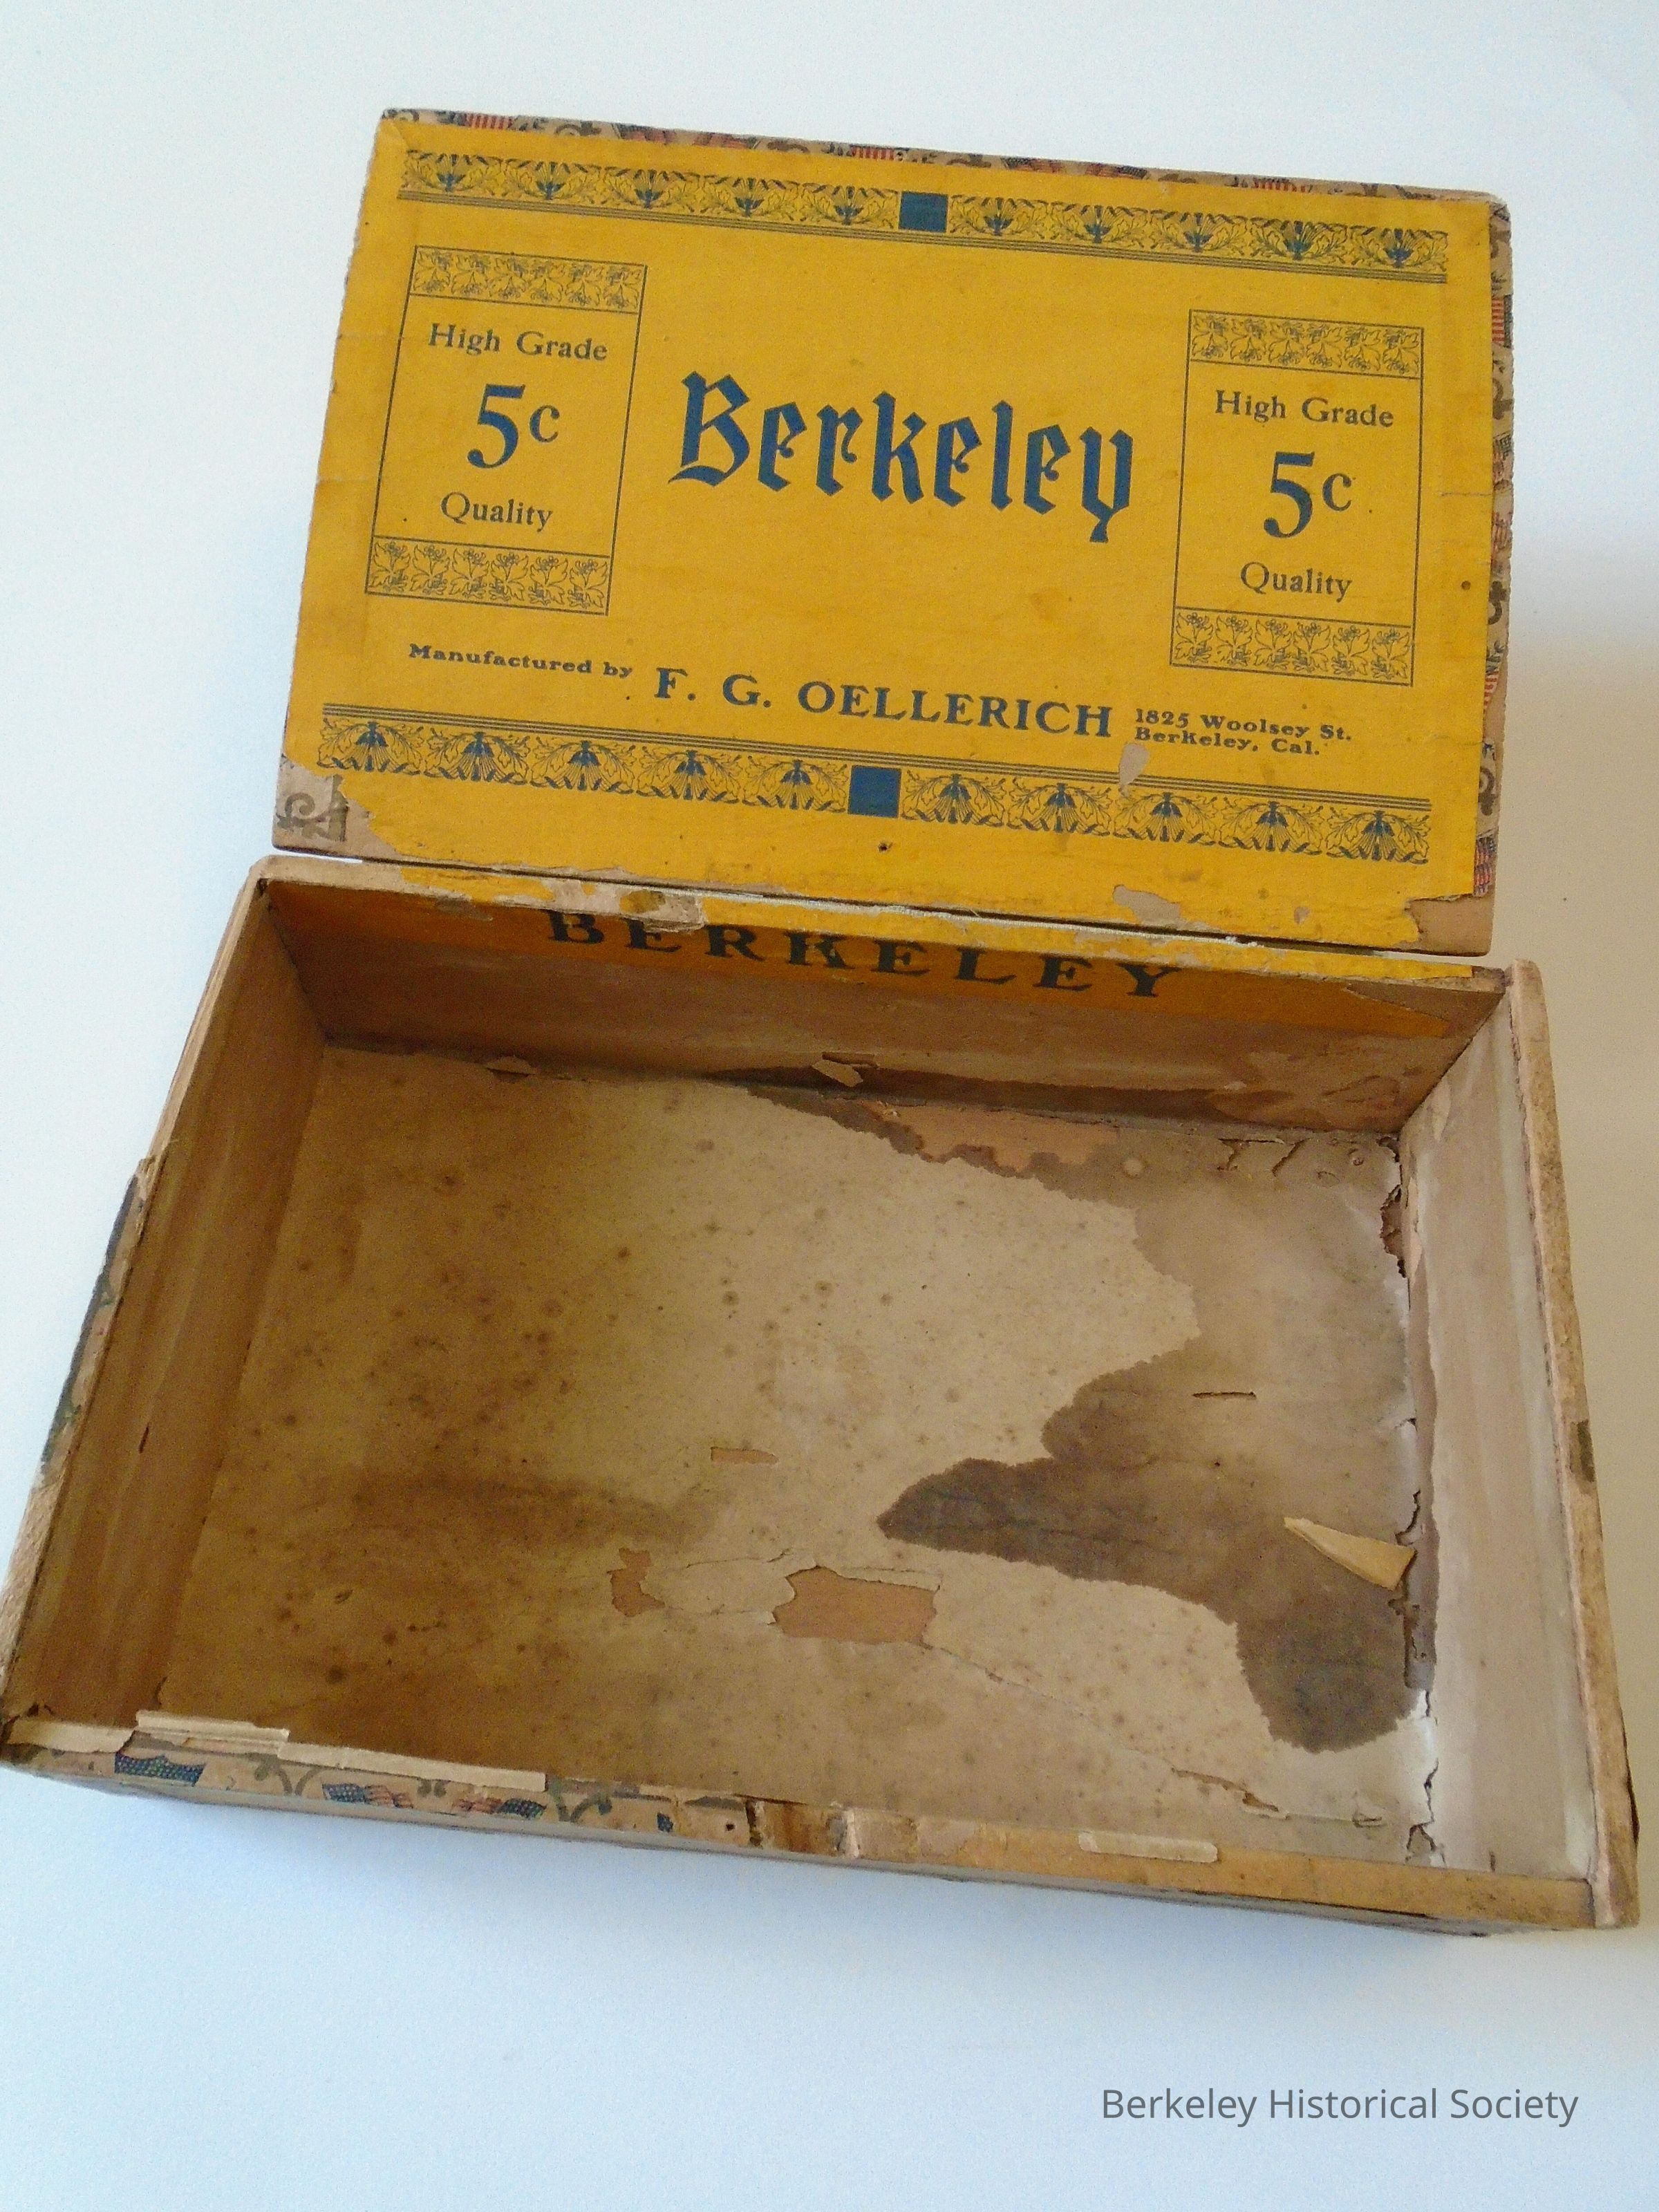 High Grade
5c
Quality
Berkeley
High Grade
5c
Quality
Manufactured by F. G. OELLERICH 1825 Woolsey St.
Berkeley, Cal.
BERKELEY
Berkeley Historical Society